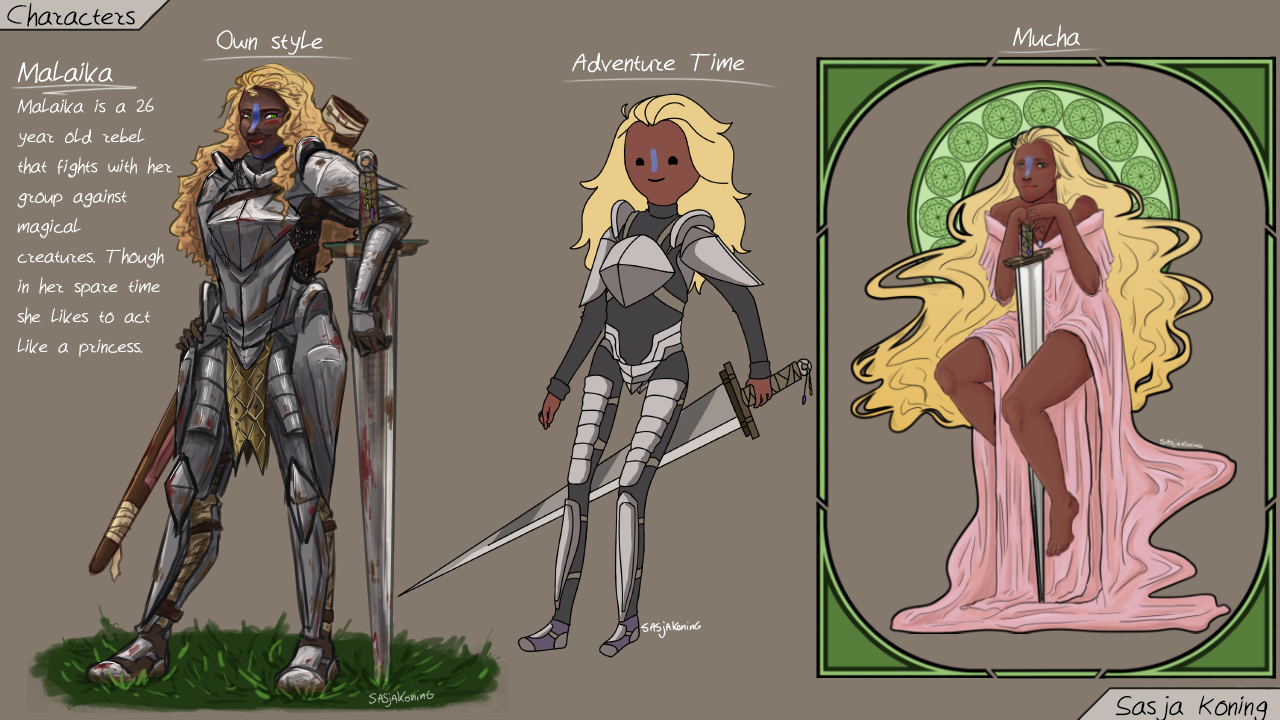 Characters
Own style
Adventure Time
Mucha
Malaika
Malaika is a 26
year old rebel
that fights with her
group against
magical
creatures. Though
in her spare time
she likes to act
like a princess.
SASjAKoning
SASjAKoning
SASjAKoning
Sasja Koning